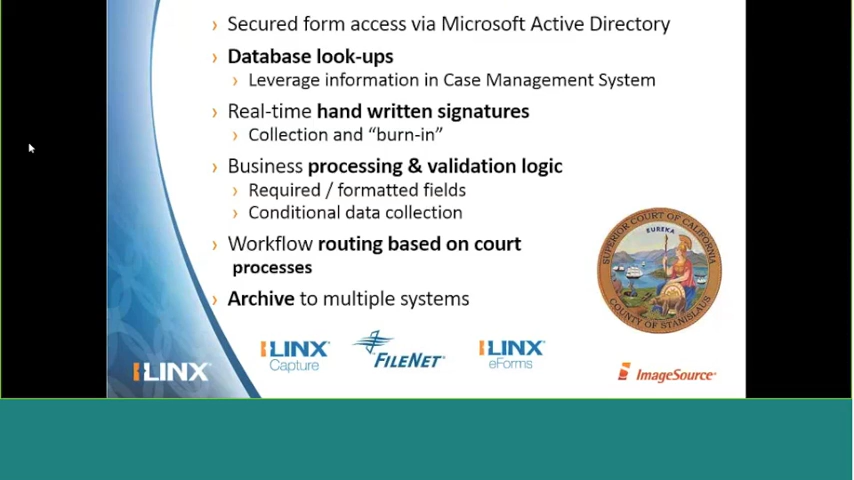 › Secured form access via Microsoft Active Directory
› Database look-ups
› Leverage information in Case Management System
› Real-time hand written signatures
› Collection and “burn-in”
› Business processing & validation logic
› Required / formatted fields
› Conditional data collection
› Workflow routing based on court
processes
› Archive to multiple systems
SUPERIOR COURT OF CALIFORNIA
EUREKA
COUNTY OF STANISLAUS
ILINX
ILINX Capture
FILENET
ILINX eForms
ImageSource